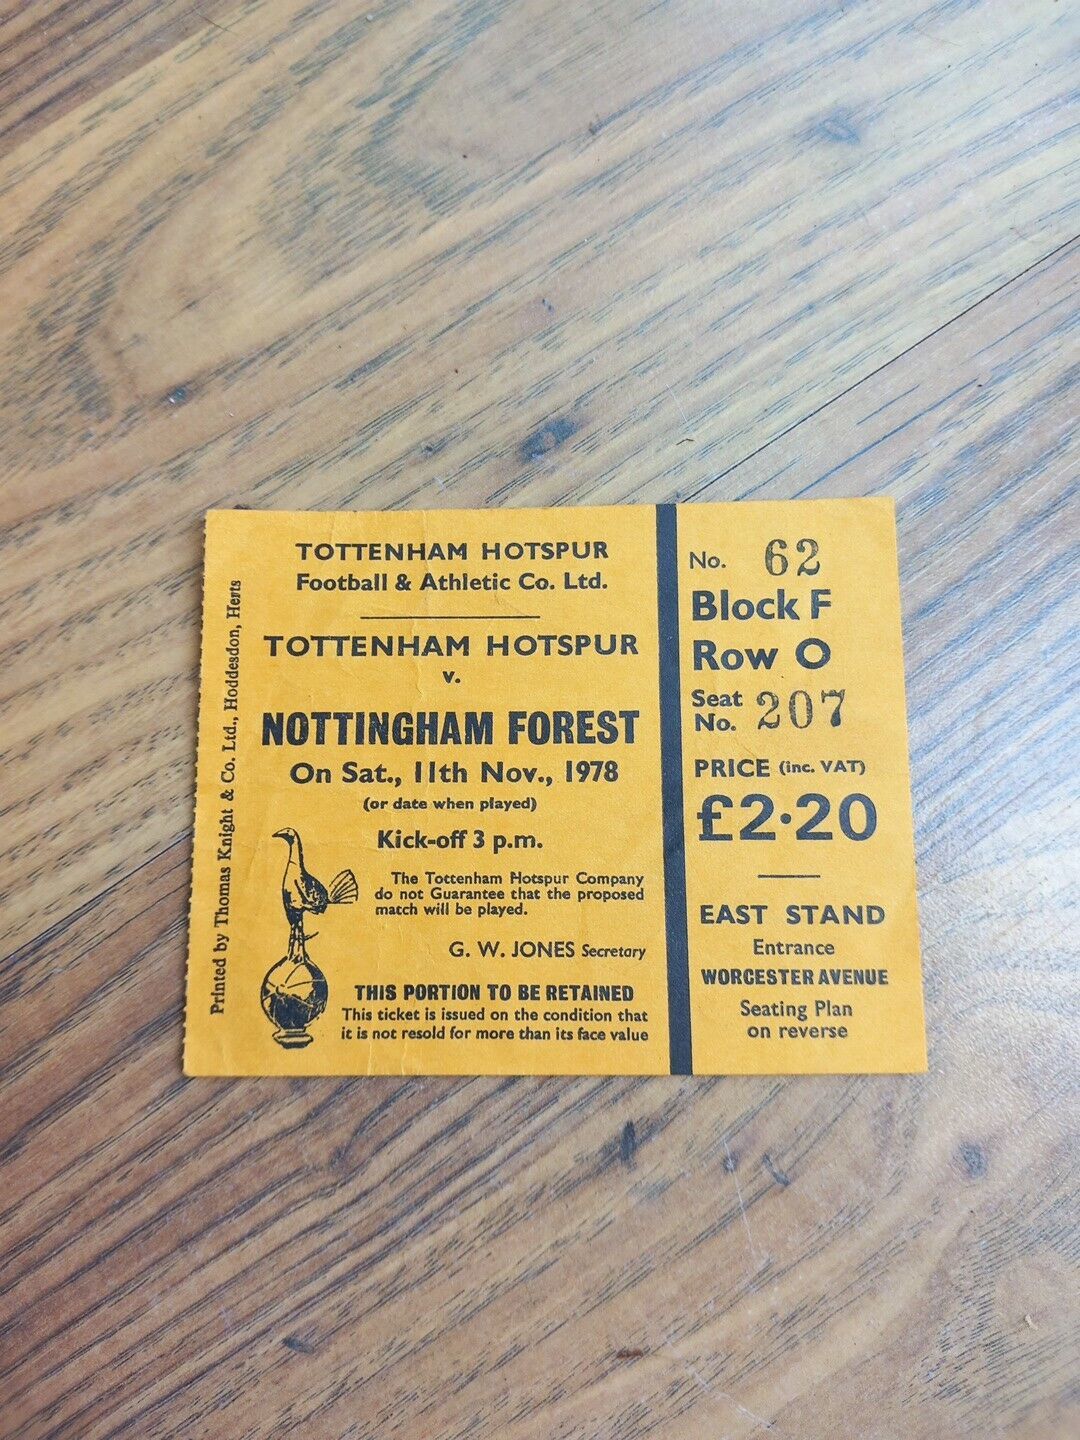 TOTTENHAM HOTSPUR
Football & Athletic Co. Ltd.
TOTTENHAM HOTSPUR
v.
NOTTINGHAM FOREST
On Sat., 11th Nov., 1978
(or date when played)
Kick-off 3 p.m.
The Tottenham Hotspur Company
do not Guarantee that the proposed
match will be played.
G. W. JONES Secretary
THIS PORTION TO BE RETAINED
This ticket is issued on the condition that
it is not resold for more than its face value
Printed by Thomas Knight & Co. Ltd., Hoddesdon, Herts
No. 62
Block F
Row O
Seat
No. 207
PRICE (inc. VAT)
£2·20
EAST STAND
Entrance
WORCESTER AVENUE
Seating Plan
on reverse